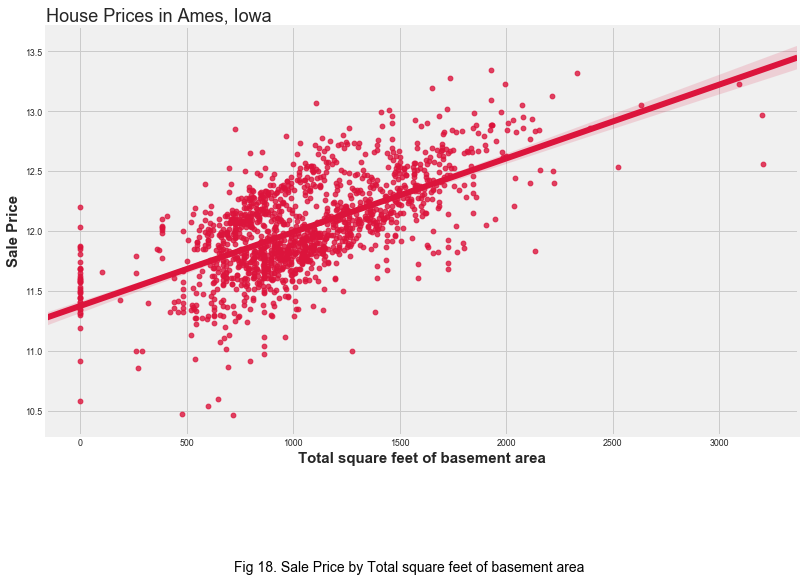 House Prices in Ames, Iowa
13.5
13.0
12.5
12.0
11.5
11.0
10.5
Sale Price
0 500 1000 1500 2000 2500 3000
Total square feet of basement area
Fig 18. Sale Price by Total square feet of basement area